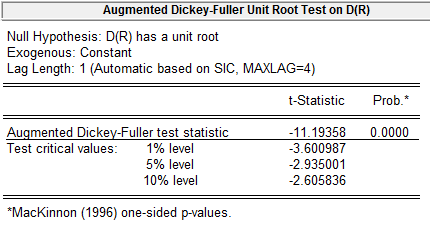 Augmented Dickey-Fuller Unit Root Test on D(R)
Null Hypothesis: D(R) has a unit root
Exogenous: Constant
Lag Length: 1 (Automatic based on SIC, MAXLAG=4)
t-Statistic Prob.*
Augmented Dickey-Fuller test statistic -11.19358 0.0000
Test critical values: 1% level -3.600987
5% level -2.935001
10% level -2.605836
*MacKinnon (1996) one-sided p-values.